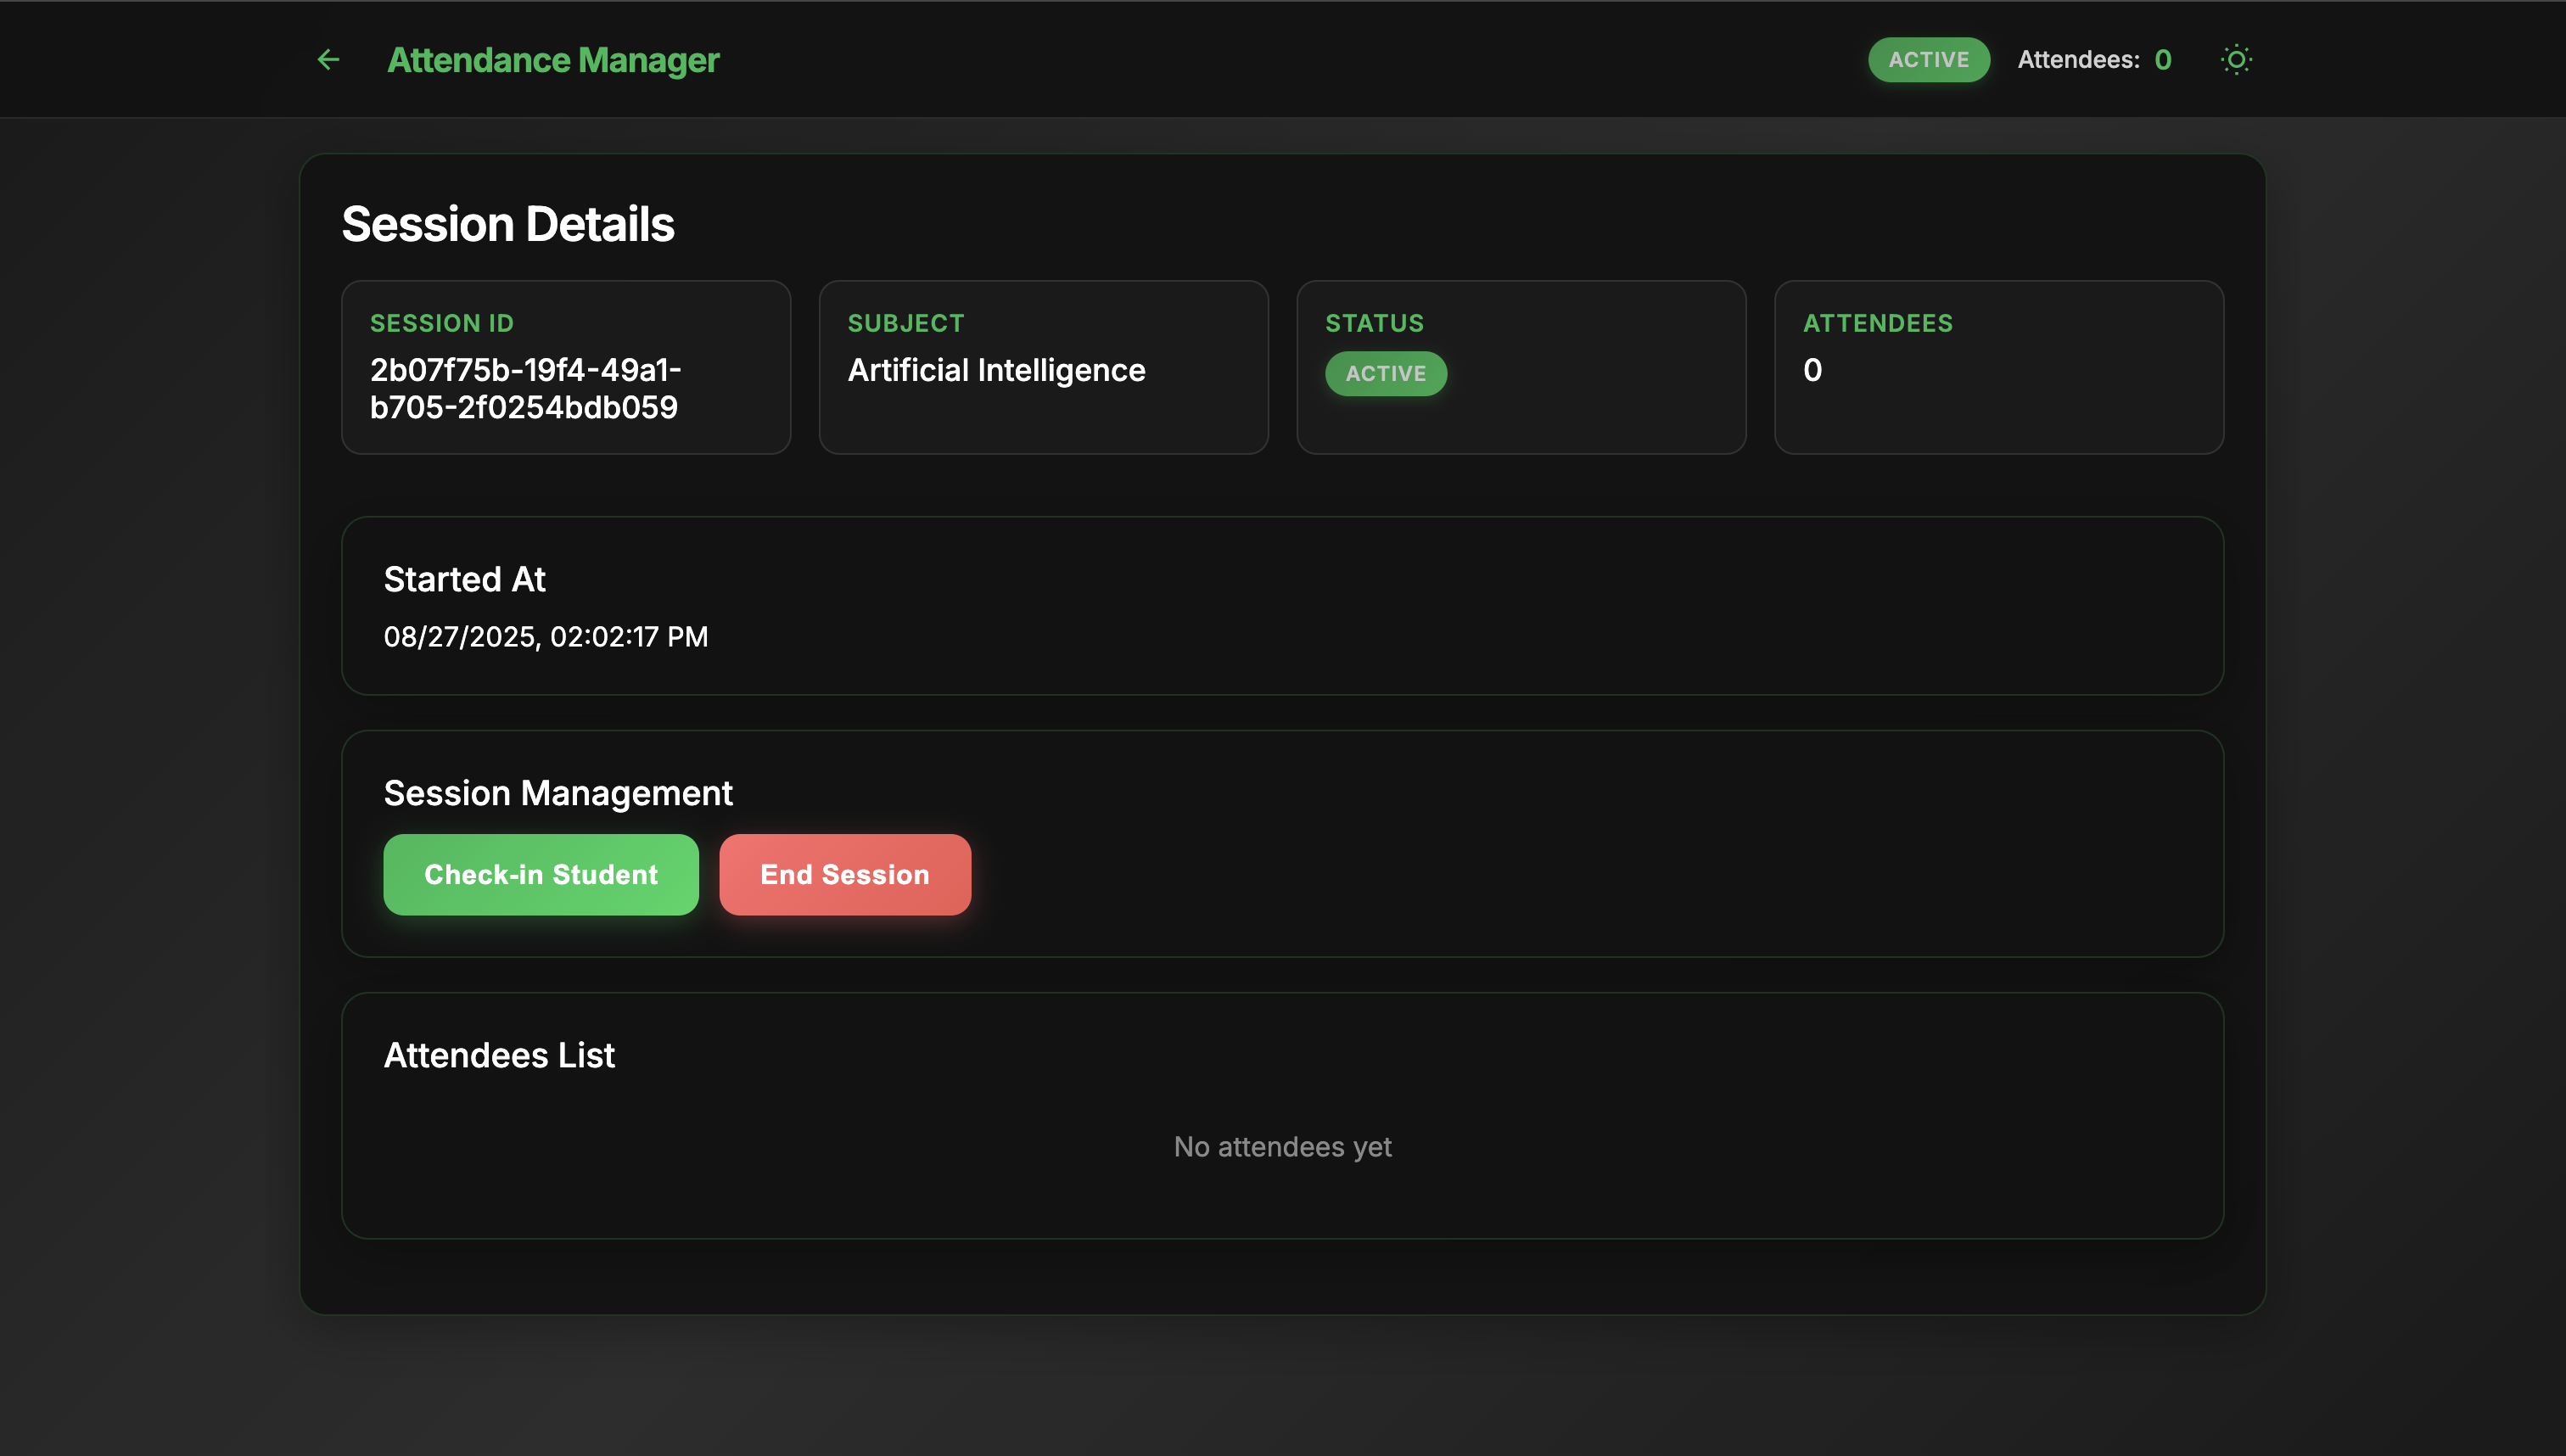 Attendance Manager
ACTIVE
Attendees: 0
Session Details
SESSION ID
2b07f75b-19f4-49a1-
b705-2f0254bdb059
SUBJECT
Artificial Intelligence
STATUS
ACTIVE
ATTENDEES
0
Started At
08/27/2025, 02:02:17 PM
Session Management
Check-in Student
End Session
Attendees List
No attendees yet